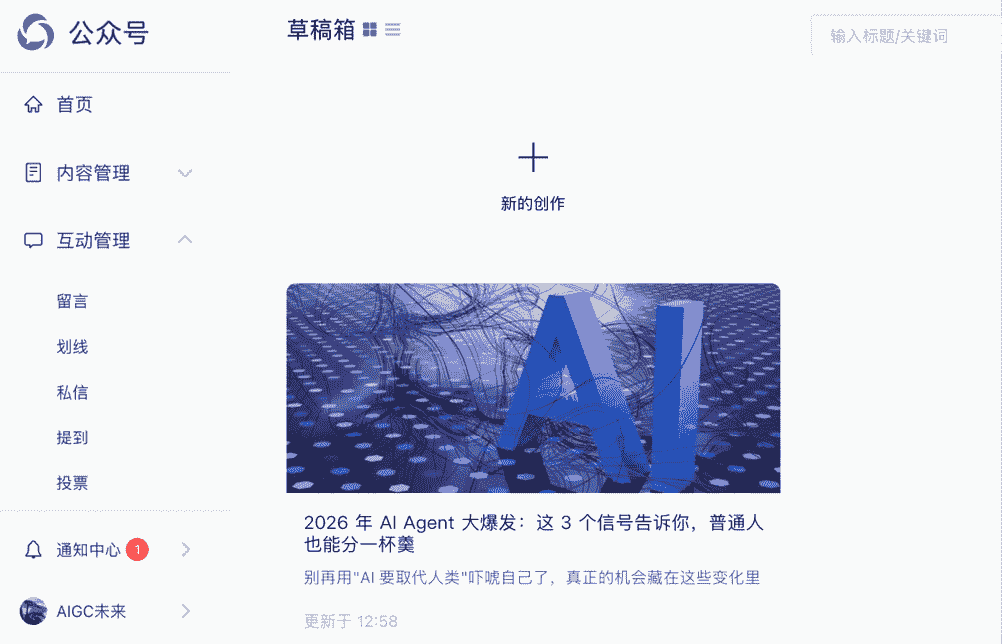 公众号
草稿箱
输入标题/关键词
首页
内容管理
互动管理
留言
划线
私信
提到
投票
通知中心 1
AIGC未来
新的创作
AI
2026 年 AI Agent 大爆发：这 3 个信号告诉你，普通人
也能分一杯羹
别再用"AI 要取代人类"吓唬自己了，真正的机会藏在这些变化里
更新于 12:58